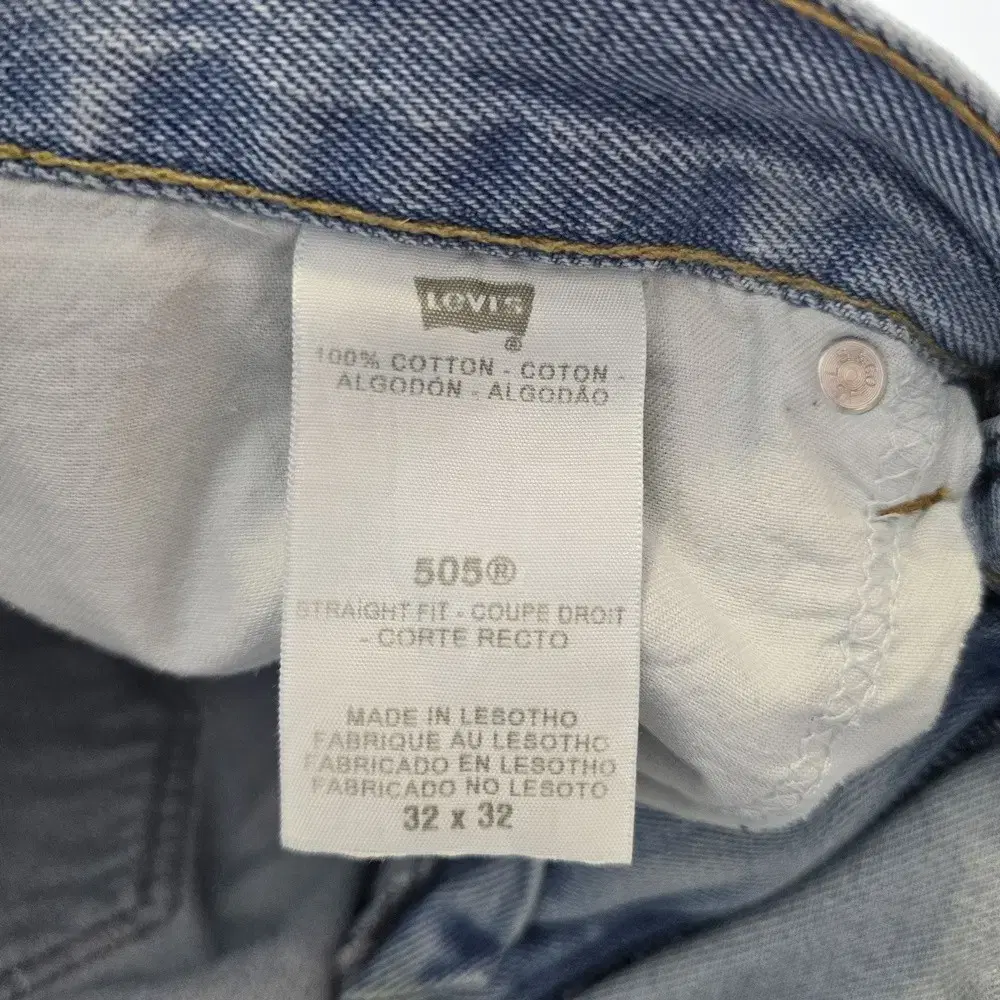 LEVI'S
®
100% COTTON - COTON -
ALGODÓN - ALGODÃO
505®
STRAIGHT FIT - COUPE DROIT
- CORTE RECTO
MADE IN LESOTHO
FABRIQUE AU LESOTHO
FABRICADO EN LESOTHO
FABRICADO NO LESOTO
32 x 32